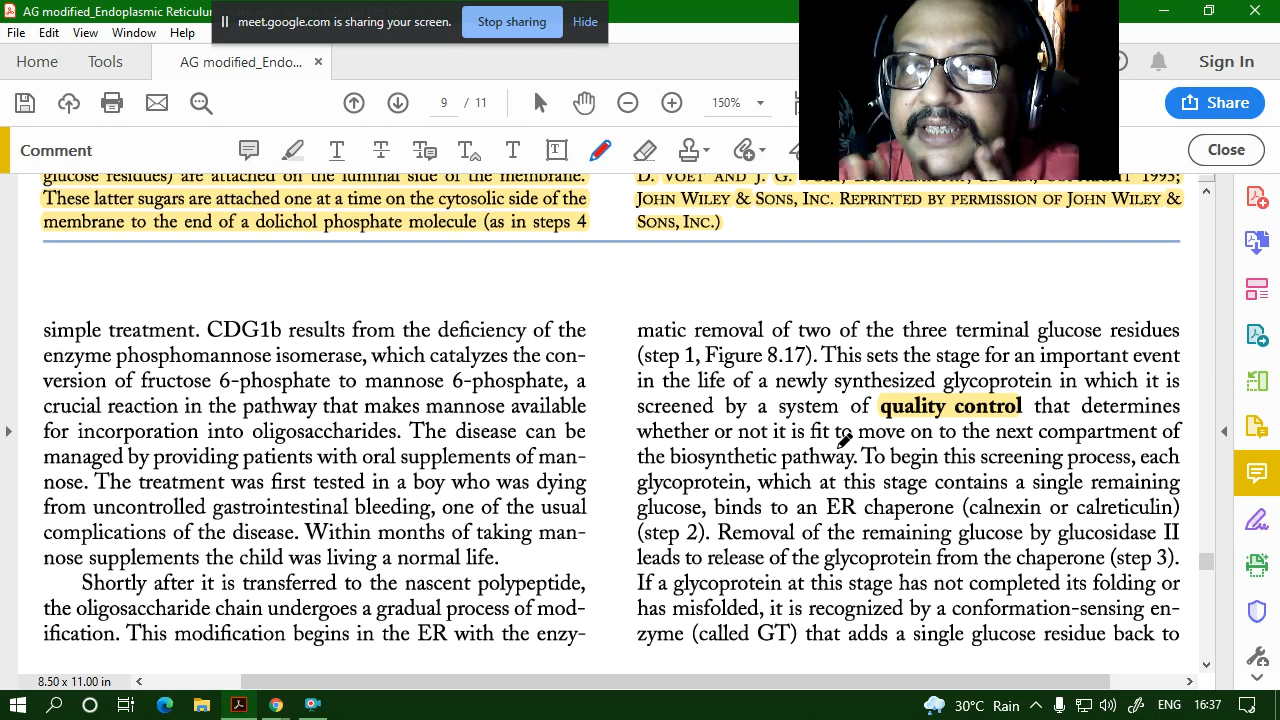 AG modified_Endoplasmic Reticulu
meet.google.com is sharing your screen.
Stop sharing
Hide
File Edit View Window Help
Home
Tools
AG modified_Endo...
Sign In
9 / 11
150%
Share
Comment
Close
glucose residues) are attached on the luminal side of the membrane.
These latter sugars are attached one at a time on the cytosolic side of the
membrane to the end of a dolichol phosphate molecule (as in steps 4
D. VOET AND J. G.
1995;
JOHN WILEY & SONS, INC. REPRINTED BY PERMISSION OF JOHN WILEY &
SONS, INC.)
simple treatment. CDG1b results from the deficiency of the
enzyme phosphomannose isomerase, which catalyzes the con-
version of fructose 6-phosphate to mannose 6-phosphate, a
crucial reaction in the pathway that makes mannose available
for incorporation into oligosaccharides. The disease can be
managed by providing patients with oral supplements of man-
nose. The treatment was first tested in a boy who was dying
from uncontrolled gastrointestinal bleeding, one of the usual
complications of the disease. Within months of taking man-
nose supplements the child was living a normal life.
Shortly after it is transferred to the nascent polypeptide,
the oligosaccharide chain undergoes a gradual process of mod-
ification. This modification begins in the ER with the enzy-
matic removal of two of the three terminal glucose residues
(step 1, Figure 8.17). This sets the stage for an important event
in the life of a newly synthesized glycoprotein in which it is
screened by a system of quality control that determines
whether or not it is fit to move on to the next compartment of
the biosynthetic pathway. To begin this screening process, each
glycoprotein, which at this stage contains a single remaining
glucose, binds to an ER chaperone (calnexin or calreticulin)
(step 2). Removal of the remaining glucose by glucosidase II
leads to release of the glycoprotein from the chaperone (step 3).
If a glycoprotein at this stage has not completed its folding or
has misfolded, it is recognized by a conformation-sensing en-
zyme (called GT) that adds a single glucose residue back to
8.50 x 11.00 in
30°C Rain
ENG
16:37